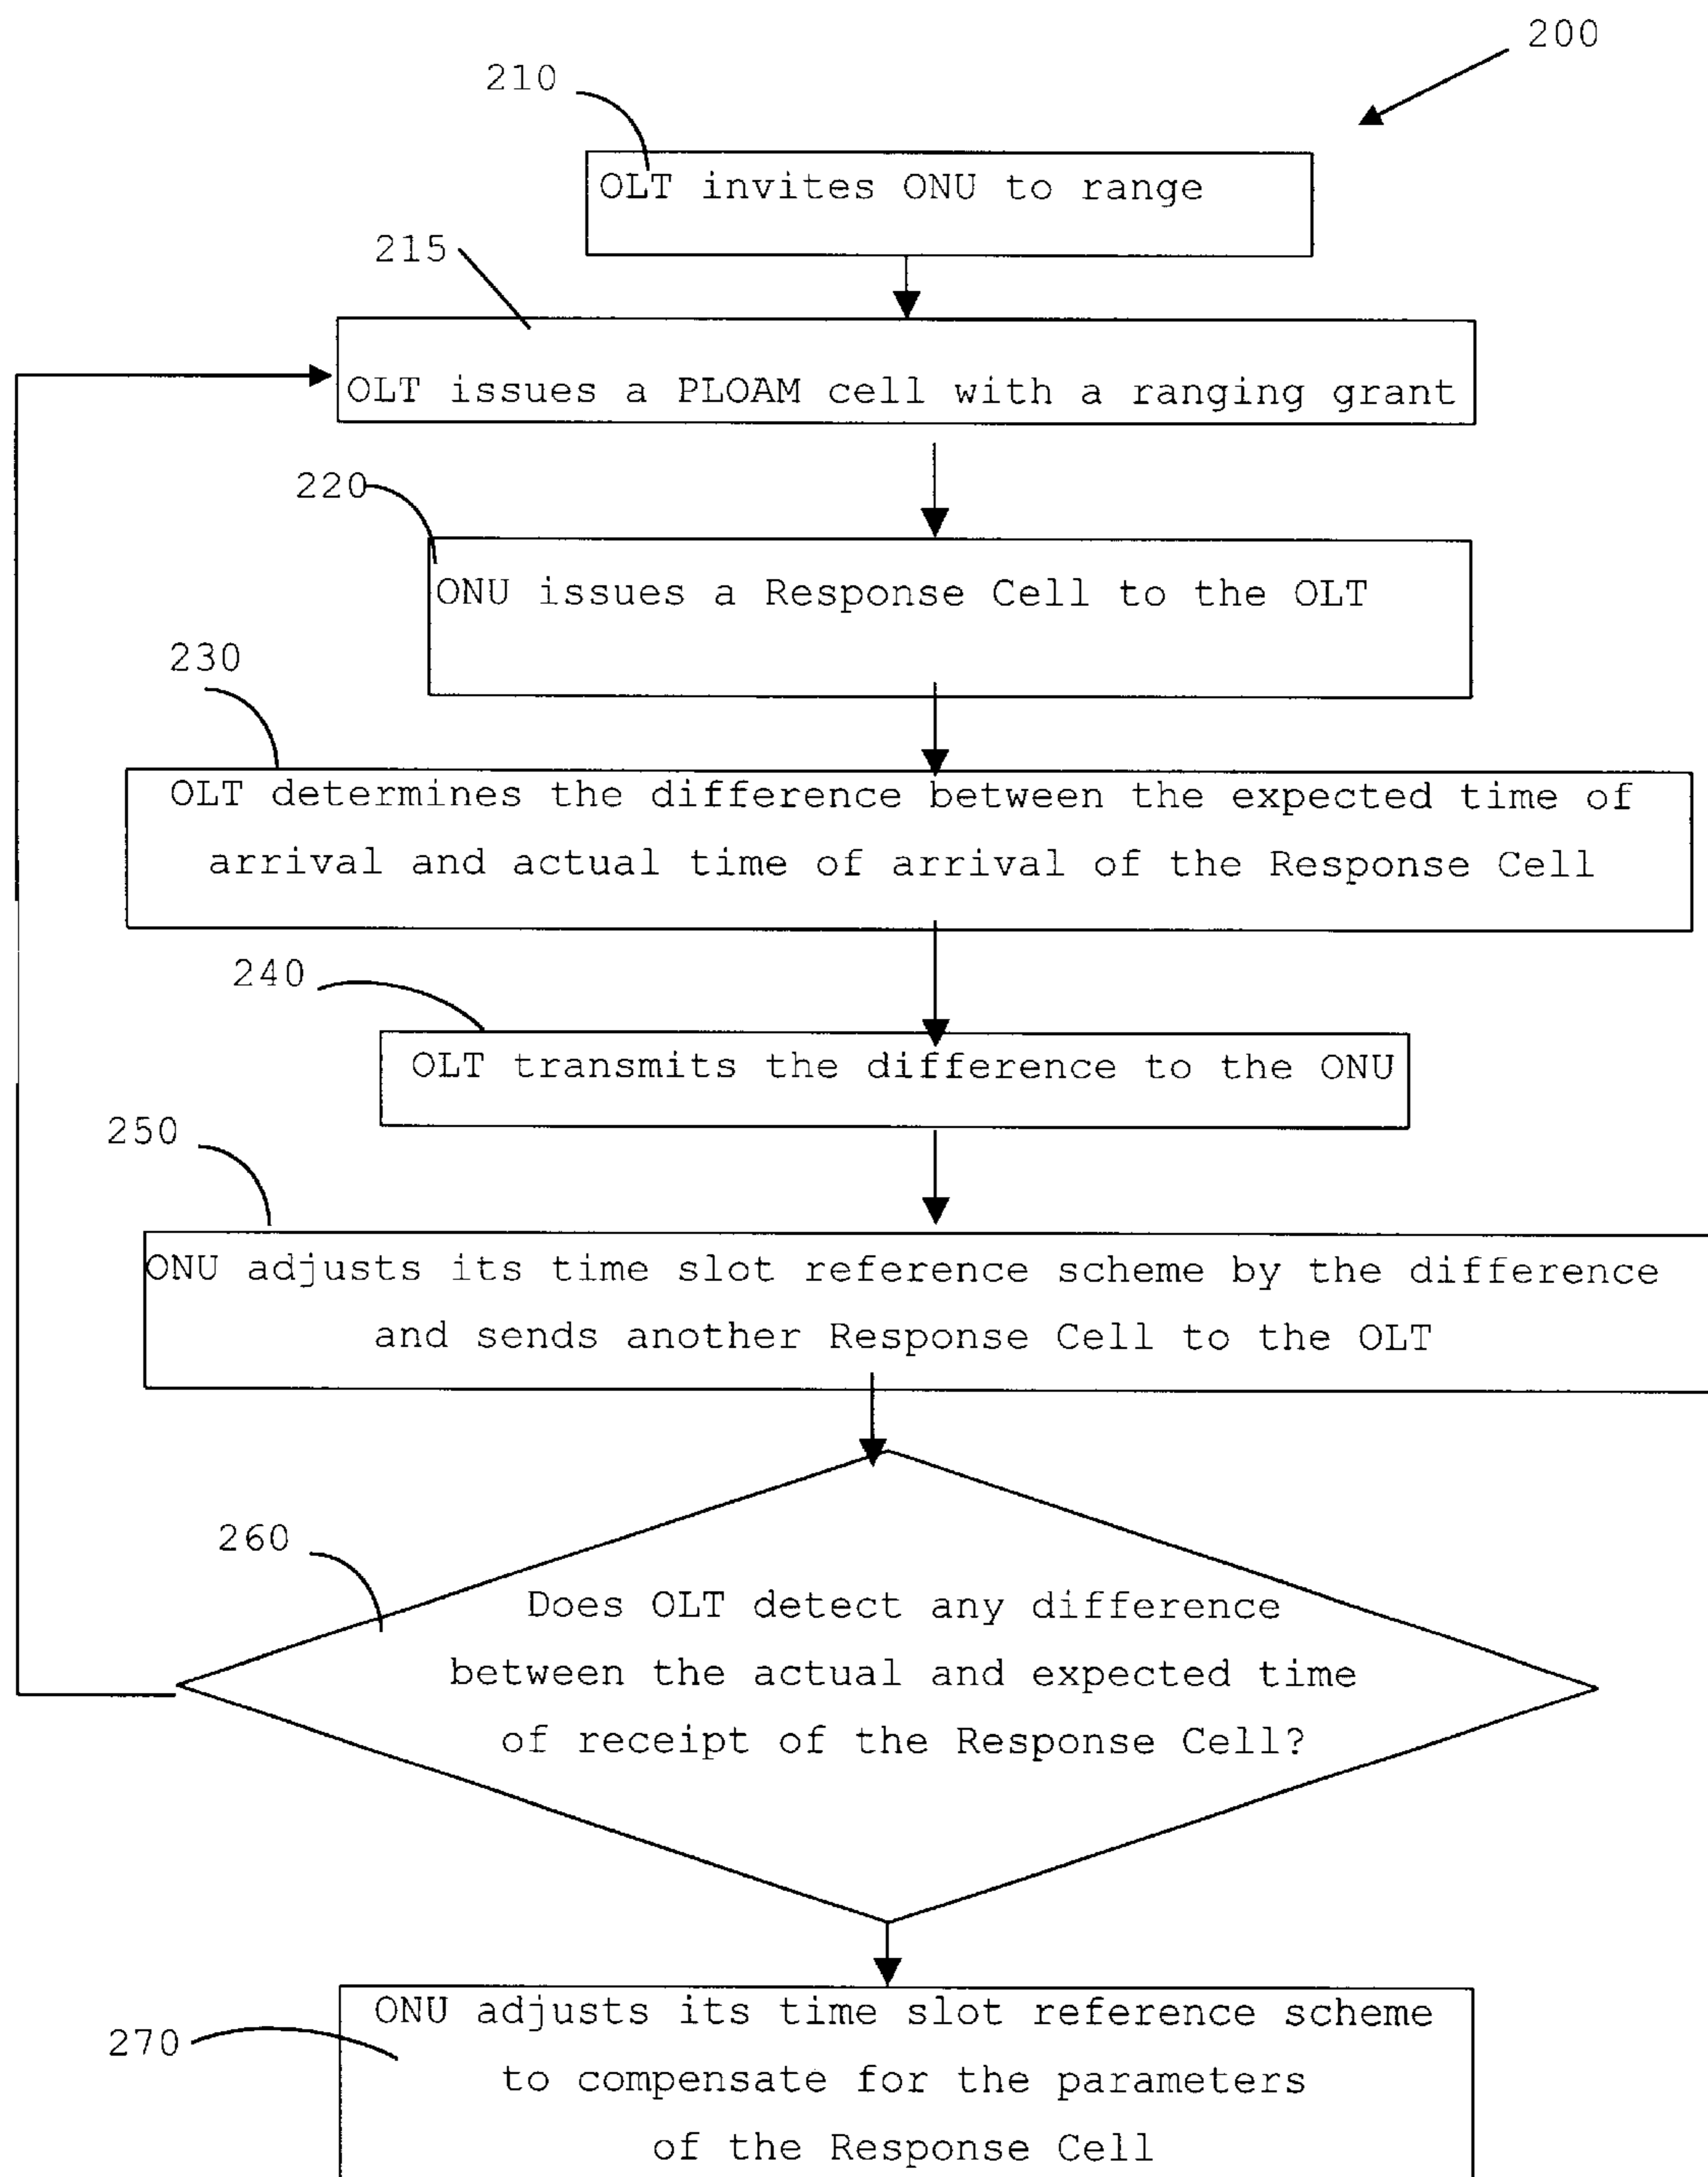 200
210
OLT invites ONU to range
215
OLT issues a PLOAM cell with a ranging grant
220
ONU issues a Response Cell to the OLT
230
OLT determines the difference between the expected time of
arrival and actual time of arrival of the Response Cell
240
OLT transmits the difference to the ONU
250
ONU adjusts its time slot reference scheme by the difference
and sends another Response Cell to the OLT
260
Does OLT detect any difference
between the actual and expected time
of receipt of the Response Cell?
270
ONU adjusts its time slot reference scheme
to compensate for the parameters
of the Response Cell